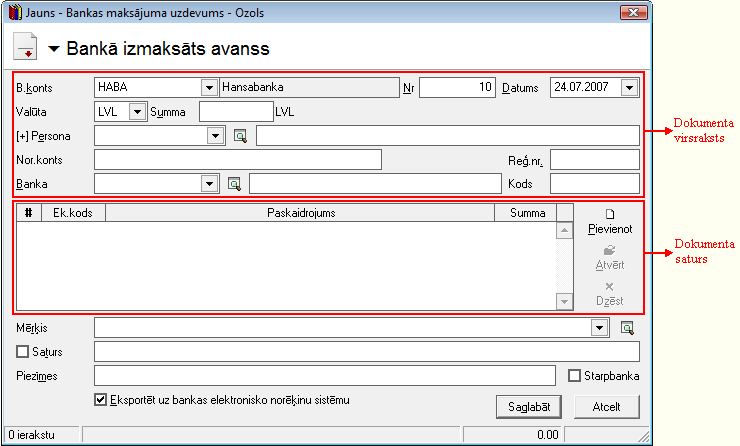 Jauns - Bankas maksājuma uzdevums - Ozols
Bankā izmaksāts avanss
B.konts HABA Hansabanka Nr 10 Datums 24.07.2007
Valūta LVL Summa LVL
[+] Persona
Nor.konts Reģ.nr.
Banka Kods
Dokumenta
virsraksts
# Ek.kods Paskaidrojums Summa
Pievienot
Atvērt
Dzēst
Dokumenta
saturs
Mērķis
Saturs
Piezīmes Starpbanka
Eksportēt uz bankas elektronisko norēķinu sistēmu
Saglabāt Atcelt
0 ierakstu 0.00